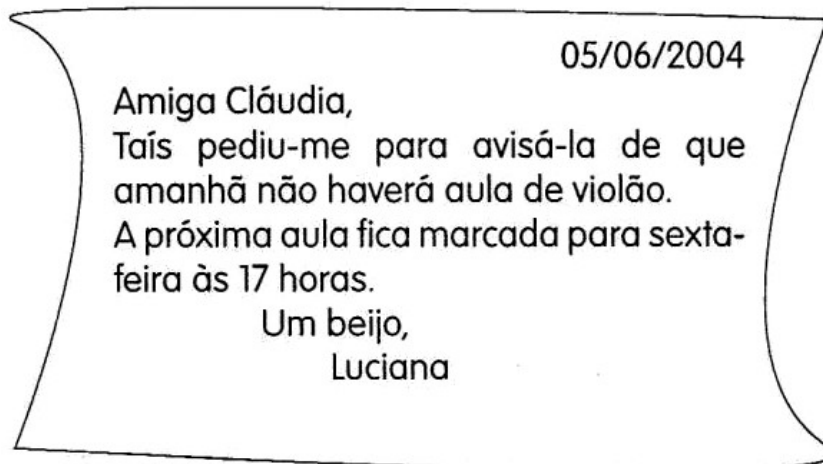 05/06/2004
Amiga Cláudia,
Taís pediu-me para avisá-la de que
amanhã não haverá aula de violão.
A próxima aula fica marcada para sexta-
feira às 17 horas.
Um beijo,
Luciana